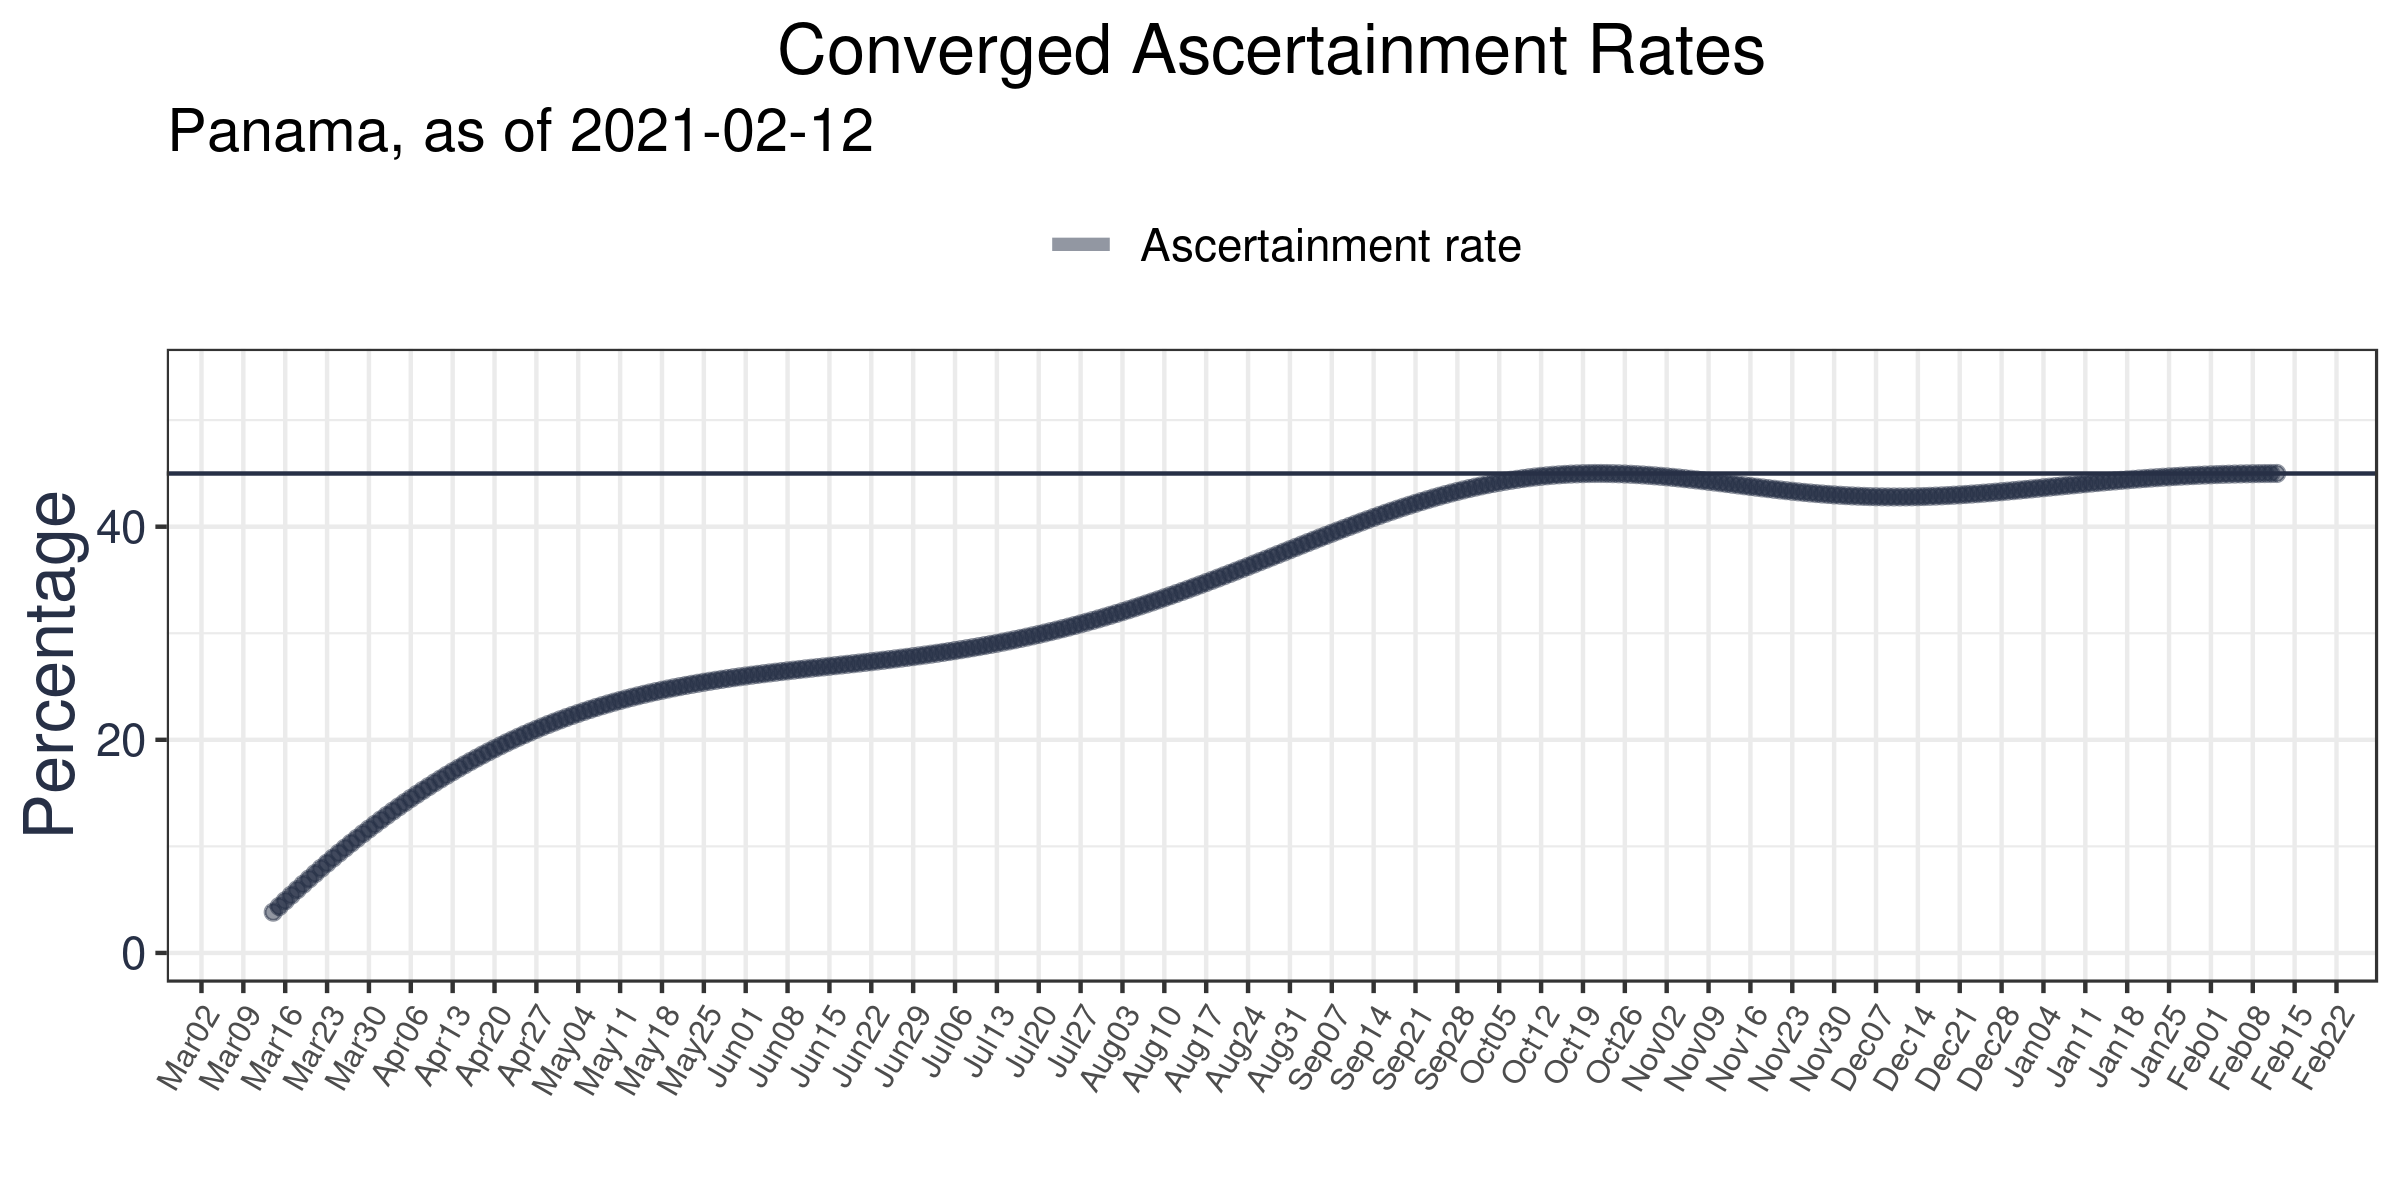 Converged Ascertainment Rates
Panama, as of 2021-02-12
Ascertainment rate
Percentage
40
20
0
Mar02 Mar09 Mar16 Mar23 Mar30 Apr06 Apr13 Apr20 Apr27 May04 May11 May18 May25 Jun01 Jun08 Jun15 Jun22 Jun29 Jul06 Jul13 Jul20 Jul27 Aug03 Aug10 Aug17 Aug24 Aug31 Sep07 Sep14 Sep21 Sep28 Oct05 Oct12 Oct19 Oct26 Nov02 Nov09 Nov16 Nov23 Nov30 Dec07 Dec14 Dec21 Dec28 Jan04 Jan11 Jan18 Jan25 Feb01 Feb08 Feb15 Feb22